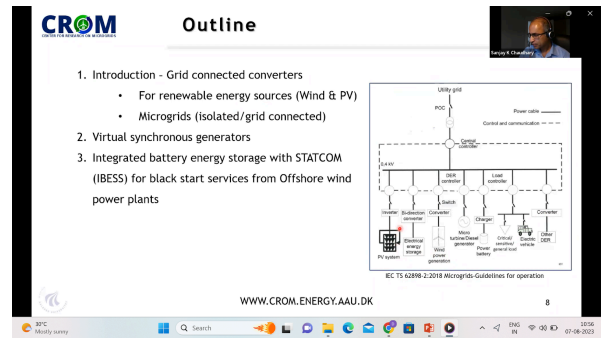 CROM
CENTER FOR RESEARCH ON MICROGRIDS
Outline
Sanjay K Chaudhary
1. Introduction – Grid connected converters
• For renewable energy sources (Wind & PV)
• Microgrids (isolated/grid connected)
2. Virtual synchronous generators
3. Integrated battery energy storage with STATCOM
(IBESS) for black start services from Offshore wind
power plants
Utility grid
POC
Power cable
Control and communication
Central
controller
0,4 KV
DER
controller
Load
controller
Switch
Inverter
Bi-direction
converter
Converter
Charger
Converter
Micro
turbine/Diesel
generator
Critical/
sensitive/
general load
Electric
vehicle
Other
DER
Electrical
energy
storage
Wind
power
generation
Power
battery
PV system
IEC TS 62898-2:2018 Microgrids-Guidelines for operation
WWW.CROM.ENERGY.AAU.DK
8
30°C
Mostly sunny
Search
ENG
IN
10:56
07-08-2023